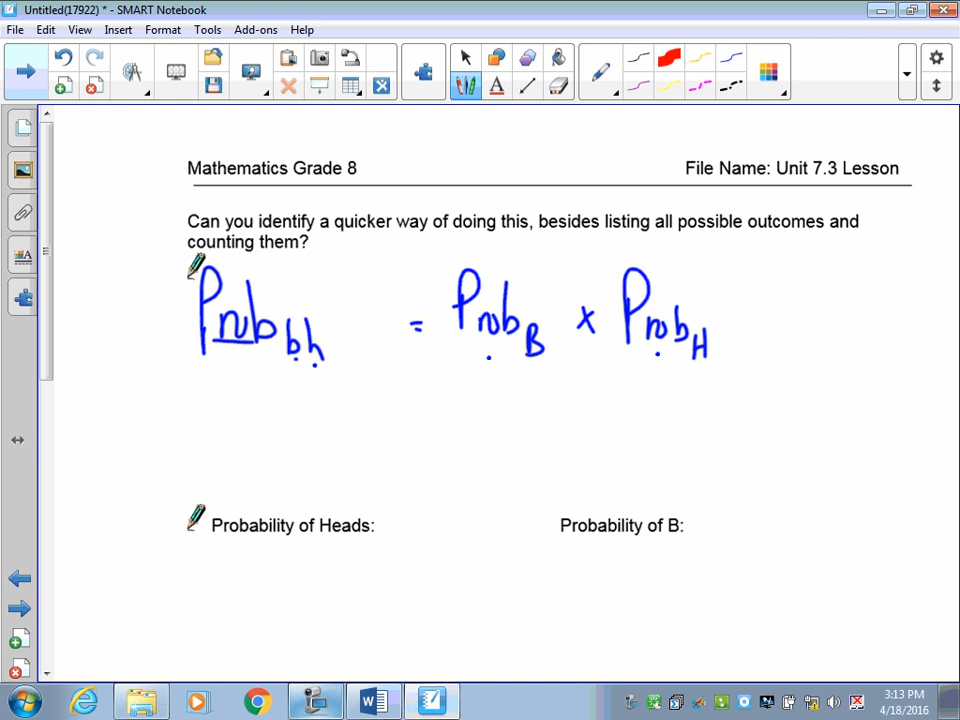 Untitled(17922) * - SMART Notebook
File Edit View Insert Format Tools Add-ons Help
Mathematics Grade 8 File Name: Unit 7.3 Lesson
Can you identify a quicker way of doing this, besides listing all possible outcomes and
counting them?
Prob bh = Prob B x Prob H
Probability of Heads: Probability of B:
3:13 PM
4/18/2016